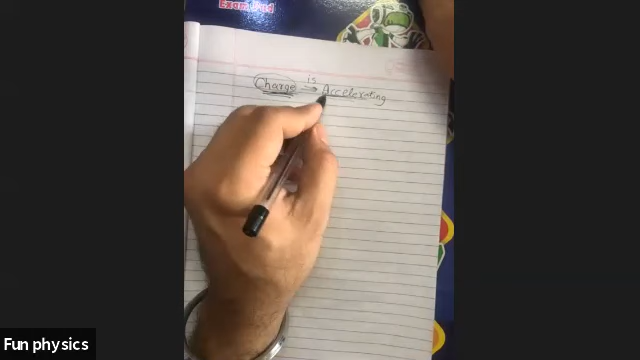 Exam Pad
is
Charge → Accelerating
Fun physics